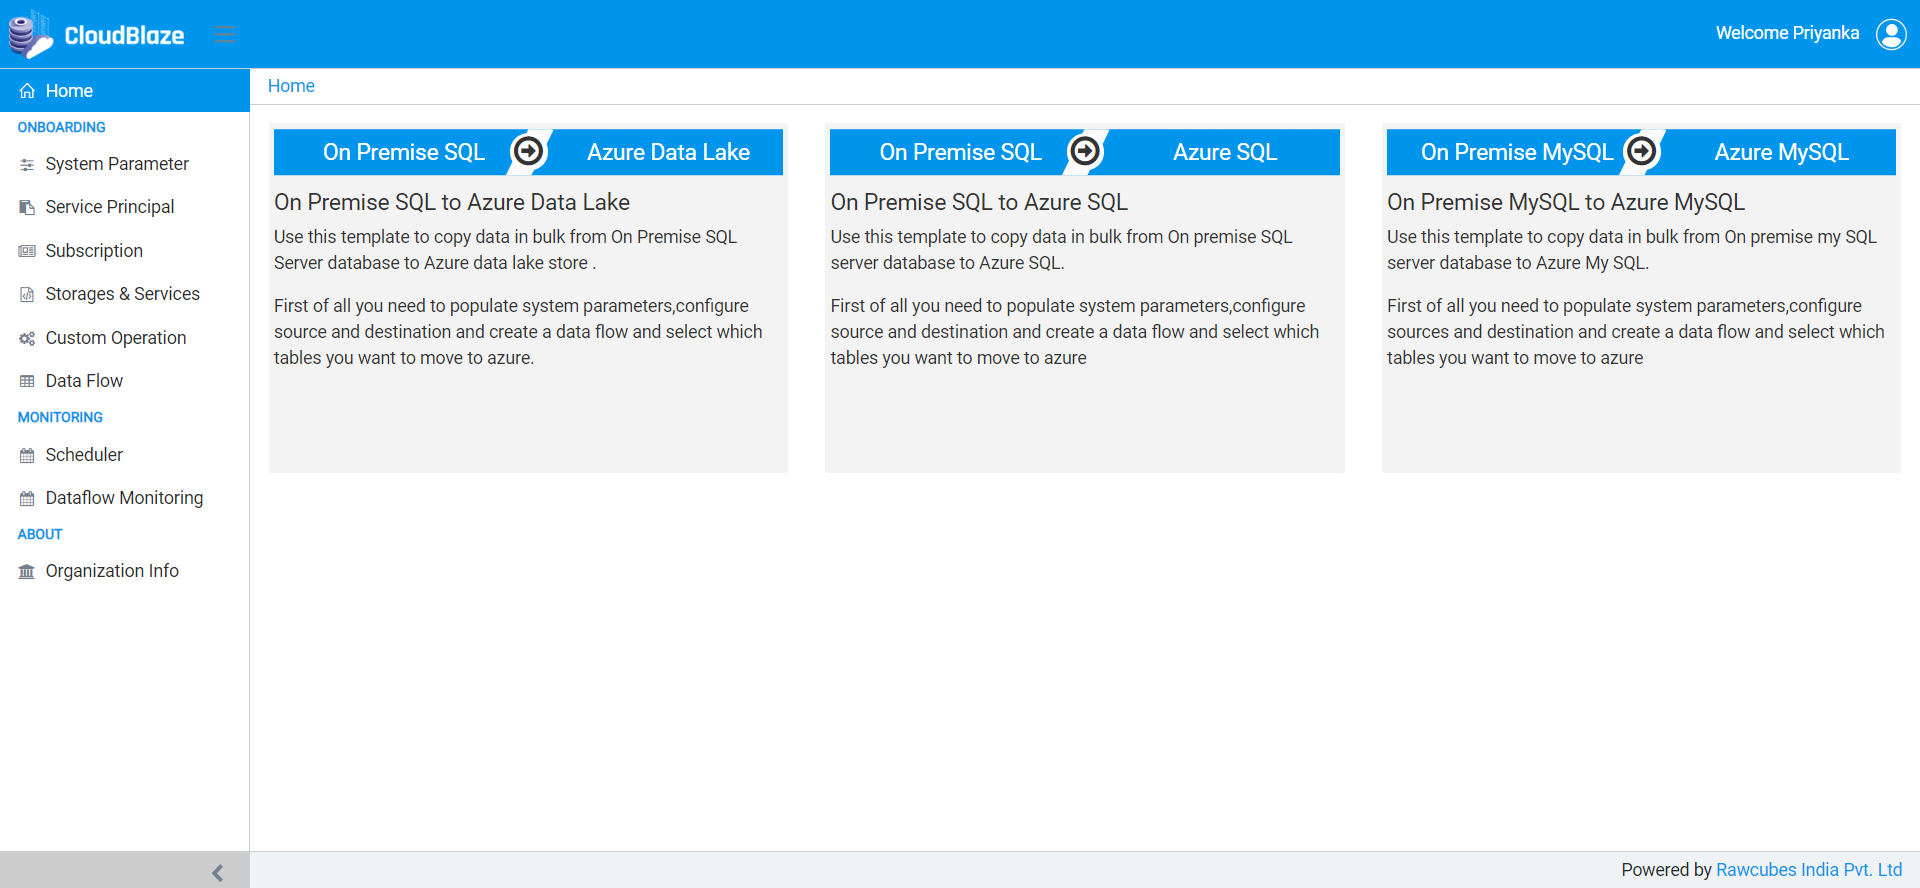 CloudBlaze
Welcome Priyanka
Home
ONBOARDING
System Parameter
Service Principal
Subscription
Storages & Services
Custom Operation
Data Flow
MONITORING
Scheduler
Dataflow Monitoring
ABOUT
Organization Info
Home
On Premise SQL Azure Data Lake
On Premise SQL to Azure Data Lake
Use this template to copy data in bulk from On Premise SQL
Server database to Azure data lake store .
First of all you need to populate system parameters,configure
source and destination and create a data flow and select which
tables you want to move to azure.
On Premise SQL Azure SQL
On Premise SQL to Azure SQL
Use this template to copy data in bulk from On premise SQL
server database to Azure SQL.
First of all you need to populate system parameters,configure
source and destination and create a data flow and select which
tables you want to move to azure
On Premise MySQL Azure MySQL
On Premise MySQL to Azure MySQL
Use this template to copy data in bulk from On premise my SQL
server database to Azure My SQL.
First of all you need to populate system parameters,configure
sources and destination and create a data flow and select which
tables you want to move to azure
Powered by Rawcubes India Pvt. Ltd